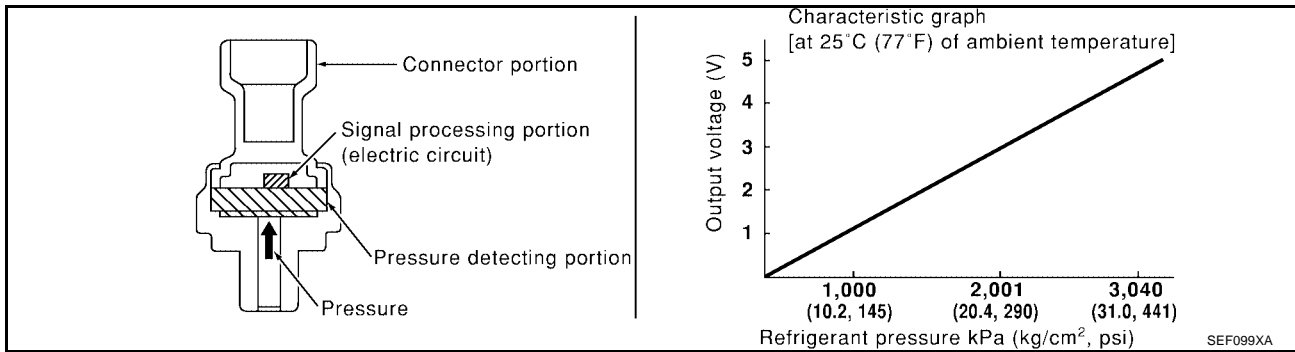 Connector portion
Signal processing portion
(electric circuit)
Pressure detecting portion
Pressure
Characteristic graph
[at 25°C (77°F) of ambient temperature]
Output voltage (V)
5
4
3
2
1
1,000 2,001 3,040
(10.2, 145) (20.4, 290) (31.0, 441)
Refrigerant pressure kPa (kg/cm², psi)
SEF099XA